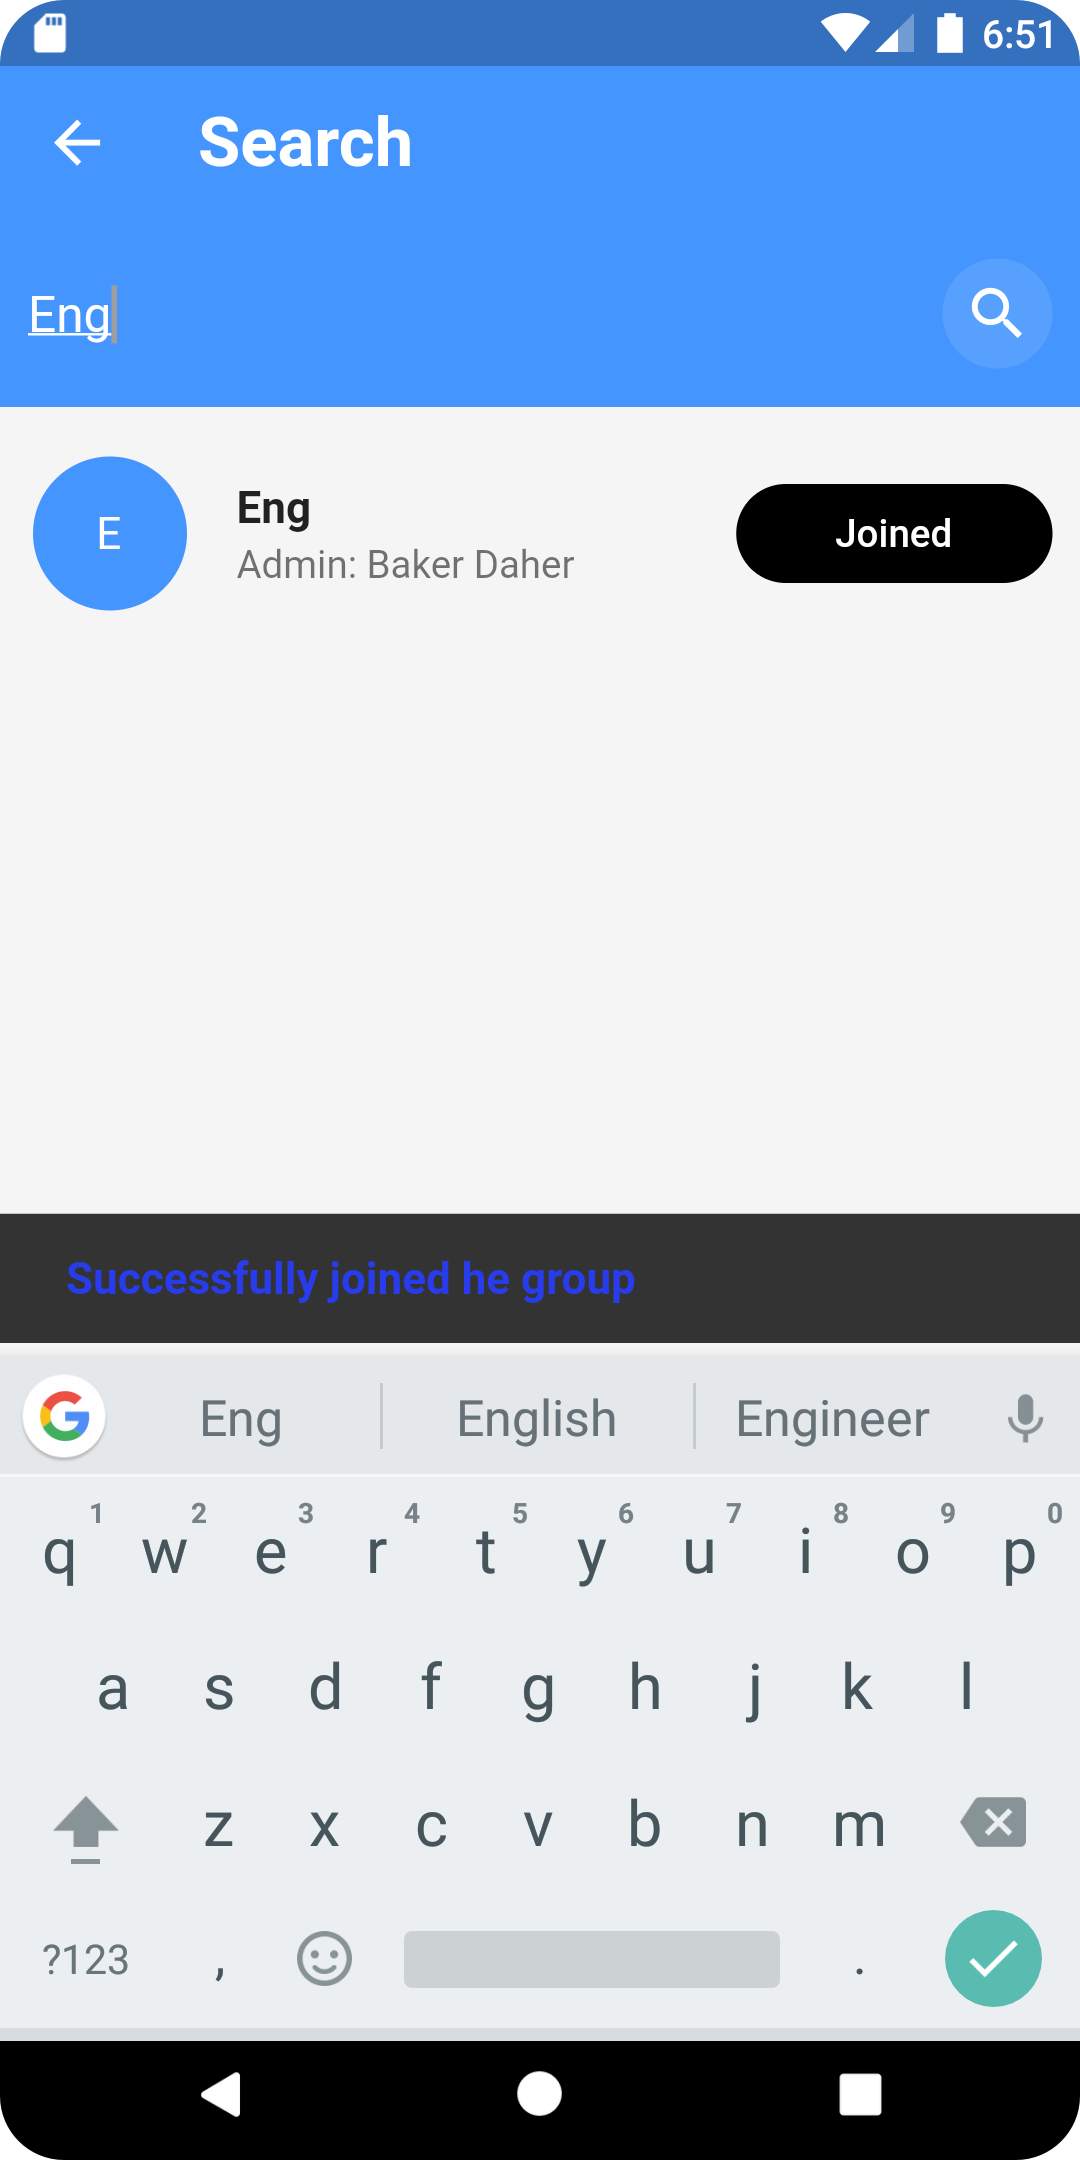 6:51
Search
Eng
E
Eng
Admin: Baker Daher
Joined
Successfully joined he group
Eng English Engineer
1 2 3 4 5 6 7 8 9 0
q w e r t y u i o p
a s d f g h j k l
z x c v b n m
?123 , .